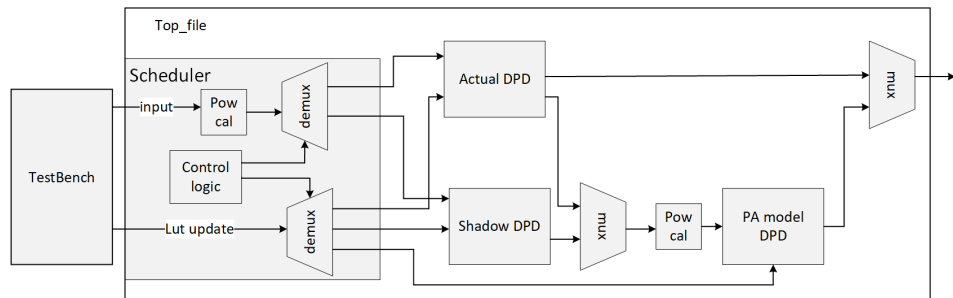 Top_file
Scheduler
TestBench
input
Pow
cal
demux
Control
logic
Lut update
demux
Actual DPD
Shadow DPD
mux
Pow
cal
PA model
DPD
mux